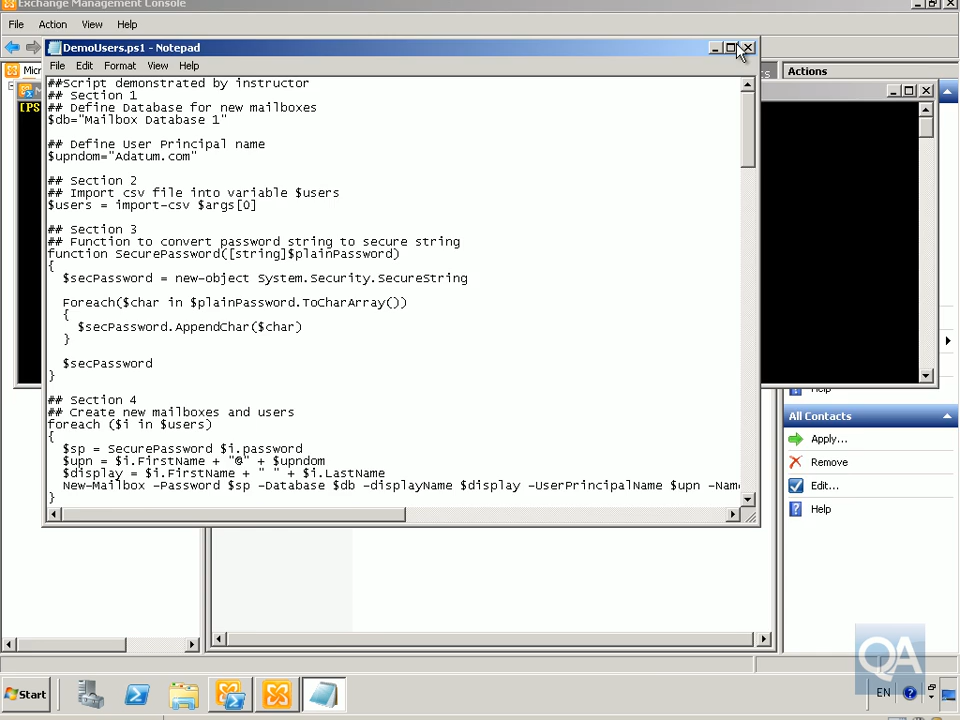 Exchange Management Console
File Action View Help
DemoUsers.ps1 - Notepad
File Edit Format View Help
Micr
Actions
[PS
##Script demonstrated by instructor
## Section 1
## Define Database for new mailboxes
$db="Mailbox Database 1"
## Define User Principal name
$upndom="Adatum.com"
## Section 2
## Import csv file into variable $users
$users = import-csv $args[0]
## Section 3
## Function to convert password string to secure string
function SecurePassword([string]$plainPassword)
{
$secPassword = new-object System.Security.SecureString
Foreach($char in $plainPassword.ToCharArray())
{
$secPassword.AppendChar($char)
}
$secPassword
}
## Section 4
## Create new mailboxes and users
foreach ($i in $users)
{
$sp = SecurePassword $i.password
$upn = $i.FirstName + "@" + $upndom
$display = $i.FirstName + " " + $i.LastName
New-Mailbox -Password $sp -Database $db -displayName $display -UserPrincipalName $upn -Name
}
Help
All Contacts
Apply...
Remove
Edit...
Help
QA
Start
EN